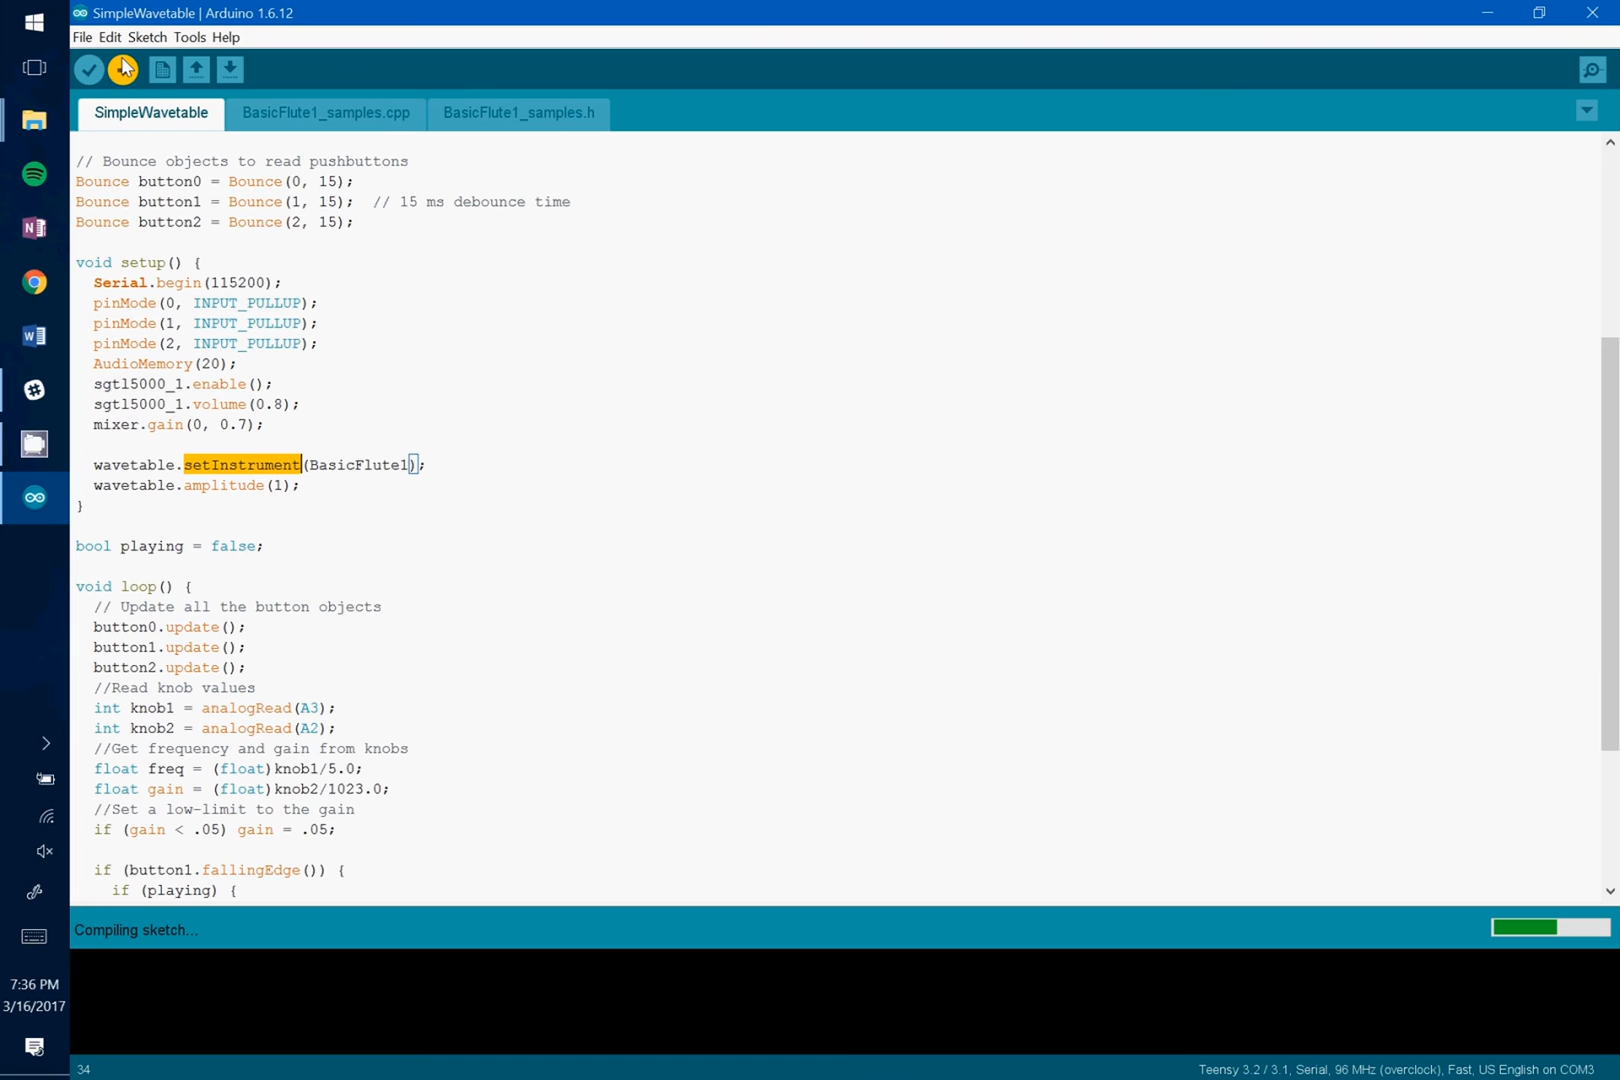 SimpleWavetable | Arduino 1.6.12
File Edit Sketch Tools Help
SimpleWavetable BasicFlute1_samples.cpp BasicFlute1_samples.h
// Bounce objects to read pushbuttons
Bounce button0 = Bounce(0, 15);
Bounce button1 = Bounce(1, 15);  // 15 ms debounce time
Bounce button2 = Bounce(2, 15);
void setup() {
  Serial.begin(115200);
  pinMode(0, INPUT_PULLUP);
  pinMode(1, INPUT_PULLUP);
  pinMode(2, INPUT_PULLUP);
  AudioMemory(20);
  sgtl5000_1.enable();
  sgtl5000_1.volume(0.8);
  mixer.gain(0, 0.7);
  wavetable.setInstrument(BasicFlute1);
  wavetable.amplitude(1);
}
bool playing = false;
void loop() {
  // Update all the button objects
  button0.update();
  button1.update();
  button2.update();
  //Read knob values
  int knob1 = analogRead(A3);
  int knob2 = analogRead(A2);
  //Get frequency and gain from knobs
  float freq = (float)knob1/5.0;
  float gain = (float)knob2/1023.0;
  //Set a low-limit to the gain
  if (gain < .05) gain = .05;
  if (button1.fallingEdge()) {
    if (playing) {
Compiling sketch...
7:36 PM
3/16/2017
34
Teensy 3.2 / 3.1, Serial, 96 MHz (overclock), Fast, US English on COM3